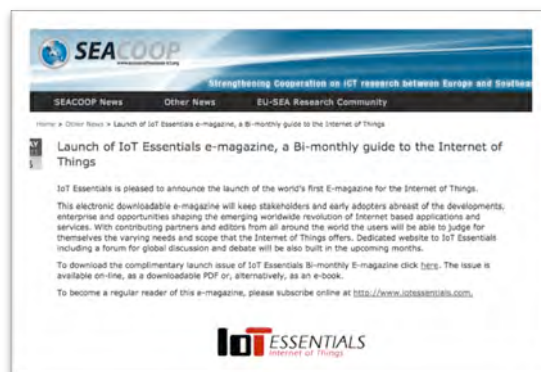 SEACOOP
Strengthening Cooperation on ICT research between Europe and Southeas
SEACOOP News Other News EU-SEA Research Community
Home > Other News > Launch of IoT Essentials e-magazine, a Bi-monthly guide to the Internet of Things
Launch of IoT Essentials e-magazine, a Bi-monthly guide to the Internet of
Things
IoT Essentials is pleased to announce the launch of the world's first E-magazine for the Internet of Things.
This electronic downloadable e-magazine will keep stakeholders and early adopters abreast of the developments,
enterprise and opportunities shaping the emerging worldwide revolution of Internet based applications and
services. With contributing partners and editors from all around the world the users will be able to judge for
themselves the varying needs and scope that the Internet of Things offers. Dedicated website to IoT Essentials
including a forum for global discussion and debate will be also built in the upcoming months.
To download the complimentary launch issue of IoT Essentials Bi-monthly E-magazine click here. The issue is
available on-line, as a downloadable PDF or, alternatively, as an e-book.
To become a regular reader of this e-magazine, please subscribe online at http://www.iotessentials.com.
IoT ESSENTIALS
Internet of Things